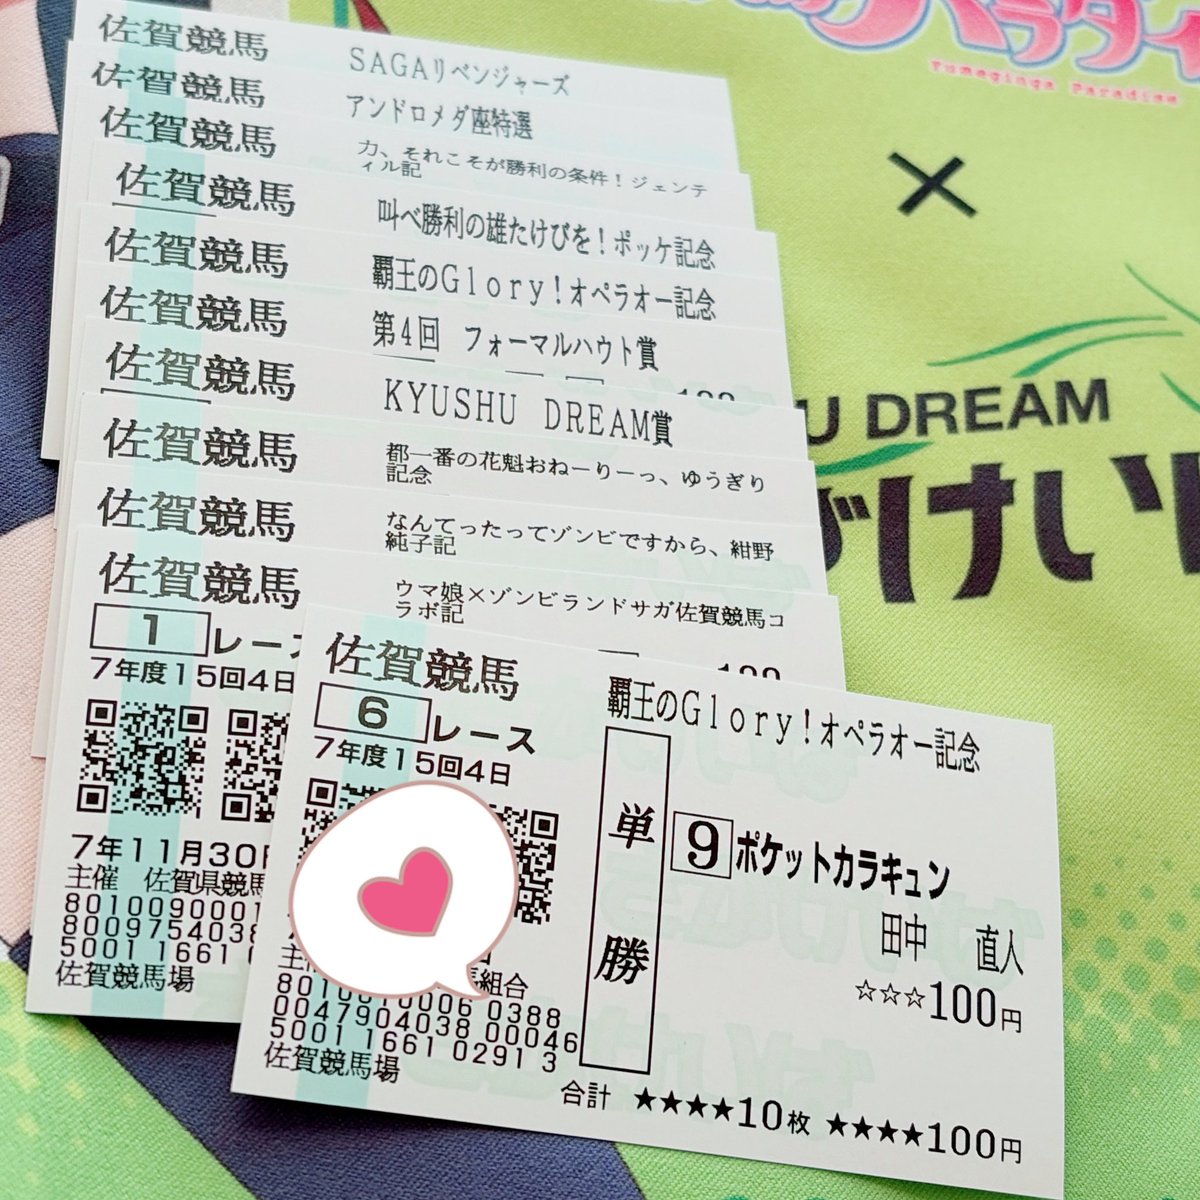 佐賀競馬
SAGAリベンジャーズ
佐賀競馬
アンドロメダ座特選
佐賀競馬
力、それこそが勝利の条件！ジェンテ
ィル記
佐賀競馬
叫べ勝利の雄たけびを！ポッケ記念
佐賀競馬
覇王のGlory！オペラオー記念
佐賀競馬
第4回 フォーマルハウト賞
佐賀競馬
KYUSHU DREAM賞
佐賀競馬
都一番の花魁おねーりーっ、ゆうぎり
記念
佐賀競馬
なんてったってゾンビですから、紺野
純子記
佐賀競馬
ウマ娘×ゾンビランドサガ佐賀競馬コ
ラボ記
1レース
7年度15回4日
7年11月30
主催 佐賀県競馬
8010090001
8009754038
5001 1661
佐賀競馬場
佐賀競馬
6レース
7年度15回4日
組合
0006 0388
0047904038 00046
5001 1661 0291 3
佐賀競馬場
覇王のGlory！オペラオー記念
単勝
9 ポケットカラキュン
田中 直人
☆☆☆100円
合計 ★★★★10枚 ★★★★100円
パラダイ
Yumeginga Paradise
×
U DREAM
けい